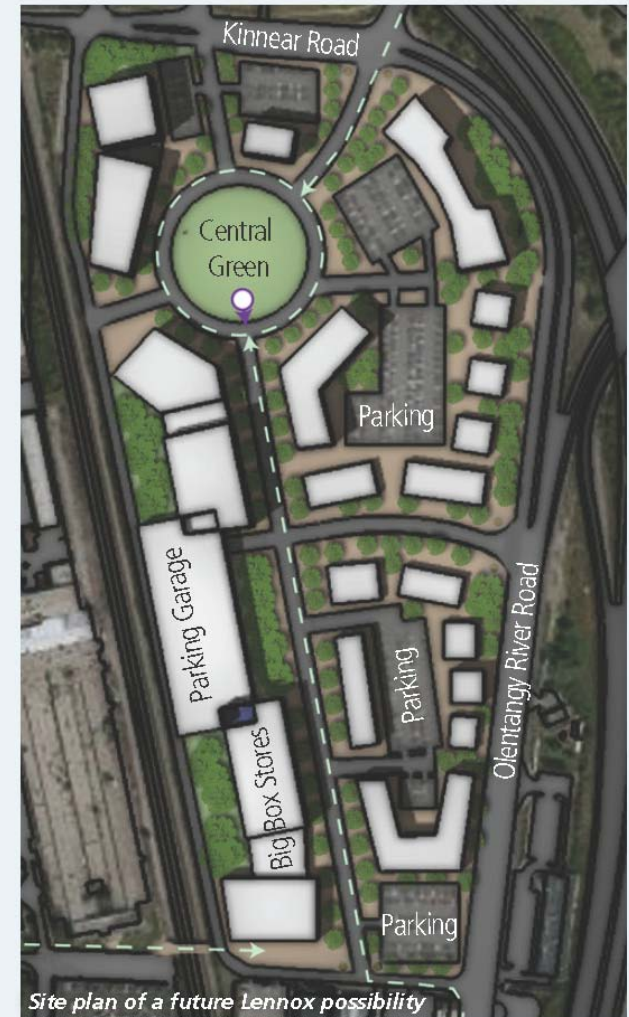 Kinnear Road
Central
Green
Parking
Parking Garage
Parking
Olentangy River Road
Big Box Stores
Parking
Site plan of a future Lennox possibility